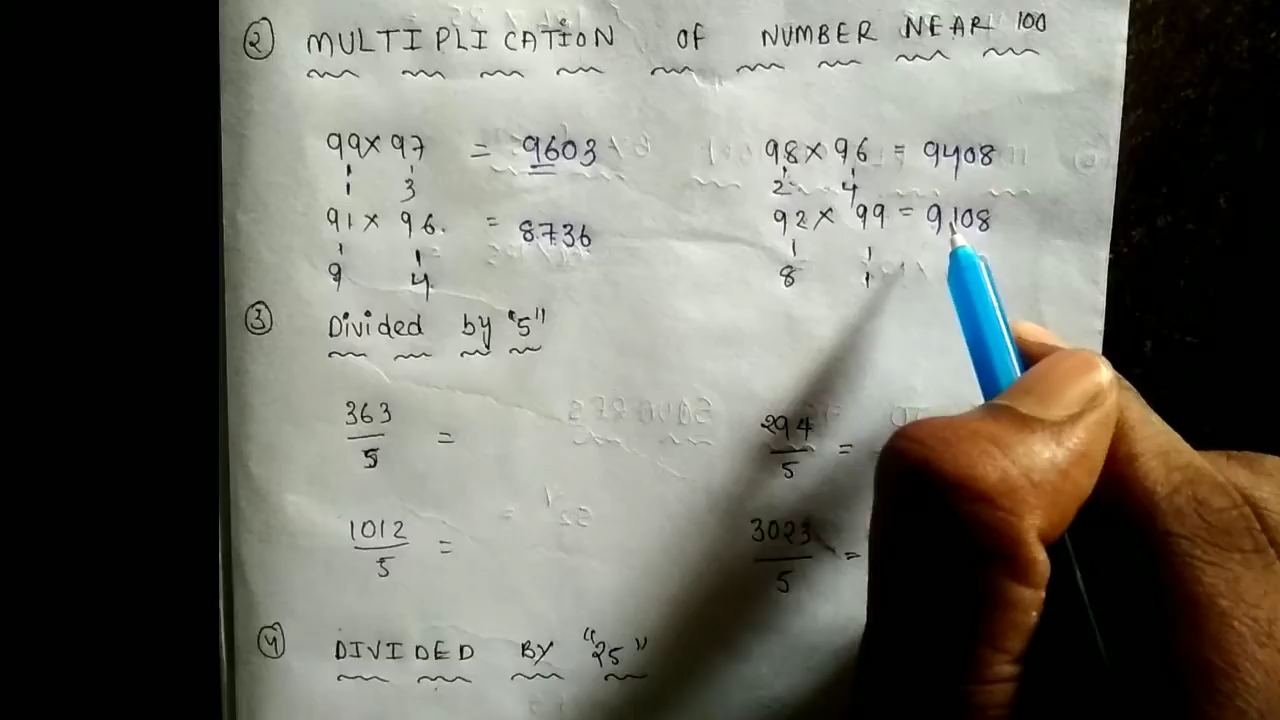 ② MULTIPLICATION OF NUMBER NEAR 100
99 × 97 = 9603 98 × 96 = 9408
1 3 2 4
91 × 96. = 8736 92 × 99 = 9108
9 4 8 1
③ Divided by "5"
363/5 = 294/5 =
1012/5 = 3023/5 =
④ DIVIDED BY "25"